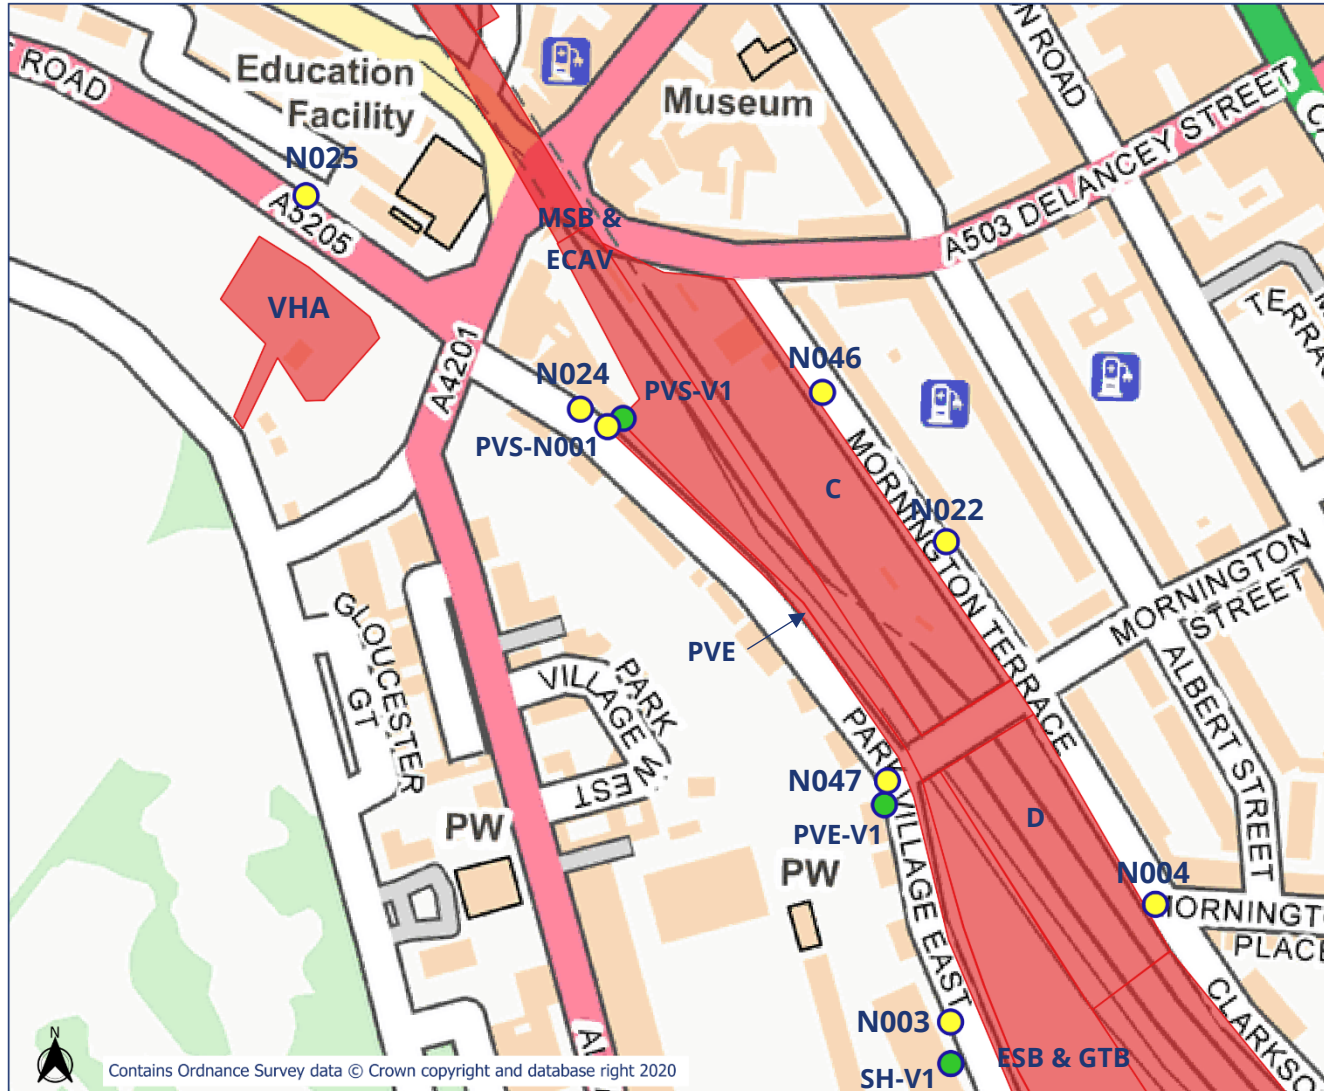 ROAD
N ROAD
Education
Facility
Museum
A503 DELANCEY STREET
N025
A5205
MSB &
ECAV
VHA
A4201
N024
PVS-V1
PVS-N001
N046
C
N022
MORNINGTON TERRACE
MORNINGTON
STREET
TERRA
ALBERT STREET
PVE
GLOUCESTER
GT
PARK
VILLAGE WEST
PARK VILLAGE EAST
N047
PVE-V1
D
PW
PW
N004
MORNINGT
PLACE
CLARKSO
N003
SH-V1
ESB & GTB
N
Contains Ordnance Survey data © Crown copyright and database right 2020